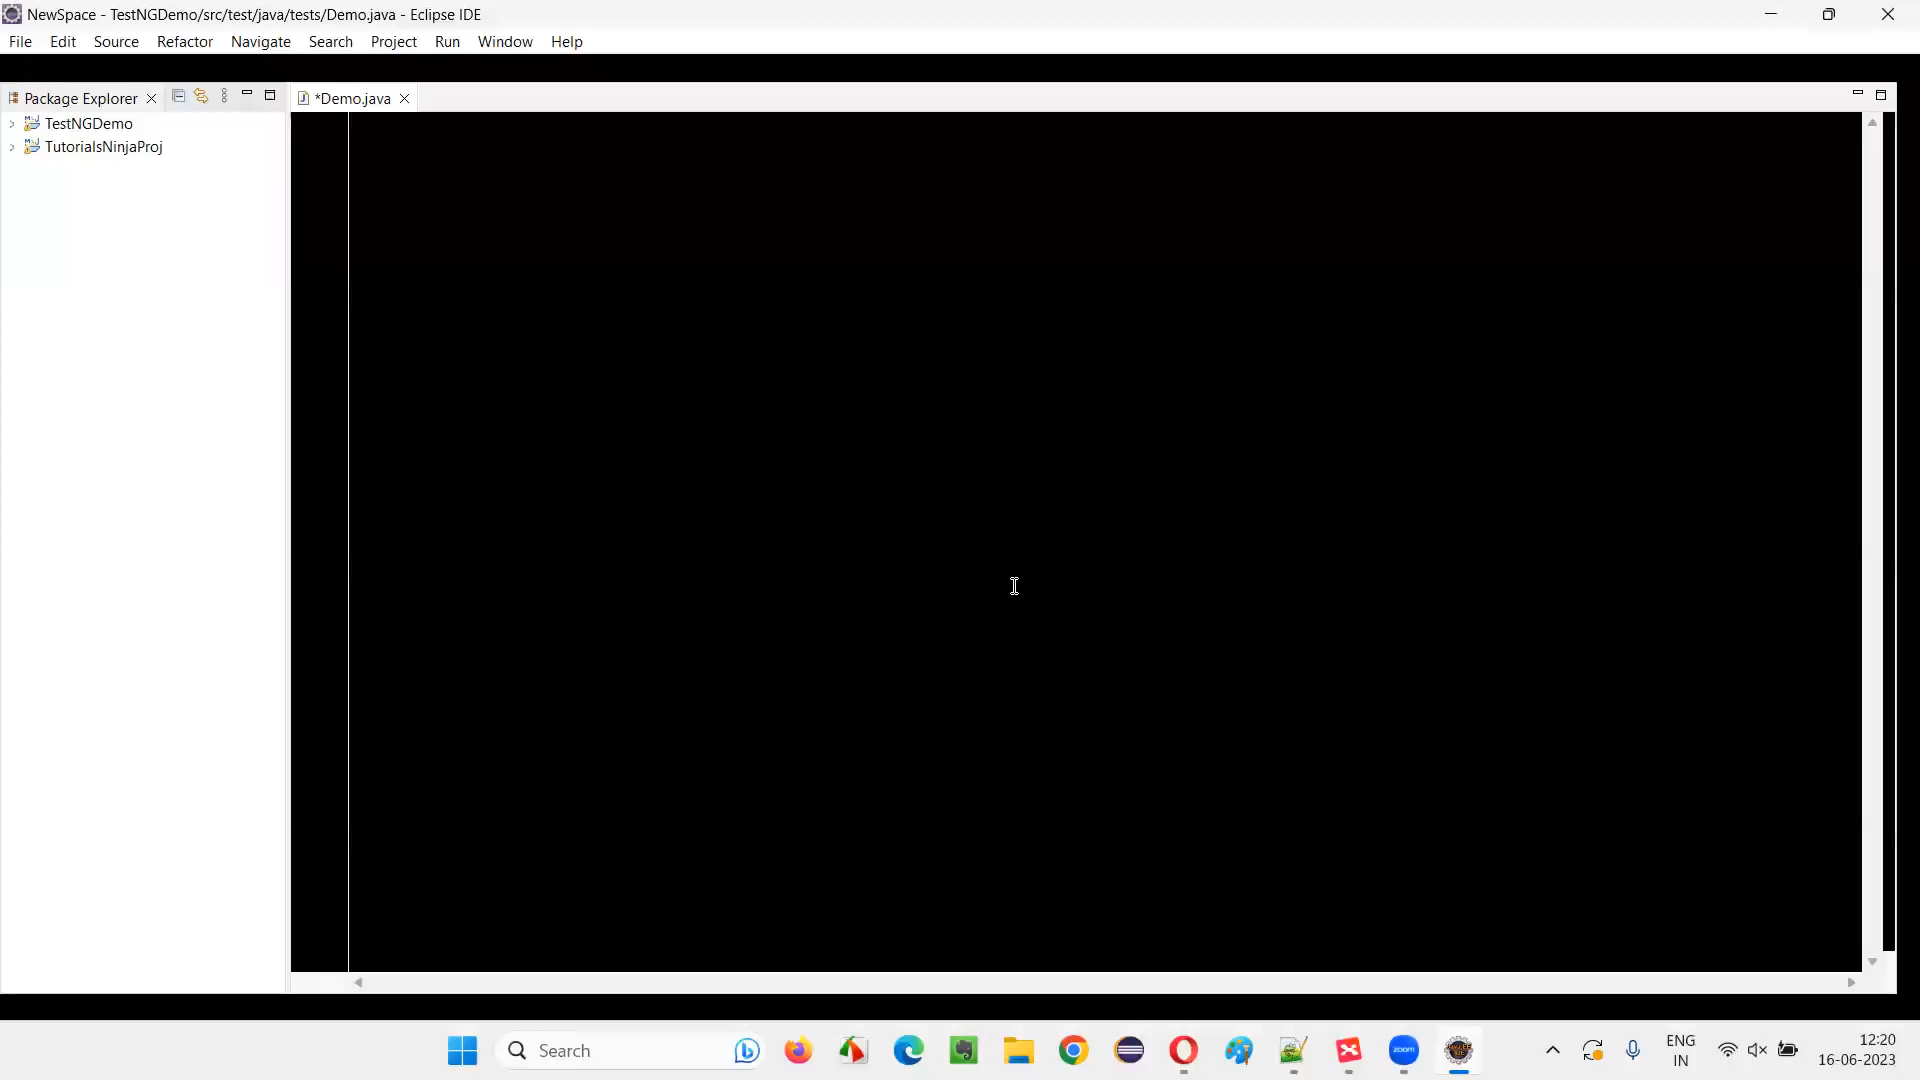 NewSpace - TestNGDemo/src/test/java/tests/Demo.java - Eclipse IDE
File Edit Source Refactor Navigate Search Project Run Window Help
Package Explorer
*Demo.java
TestNGDemo
TutorialsNinjaProj
Search
zoom
ENG
IN
12:20
16-06-2023